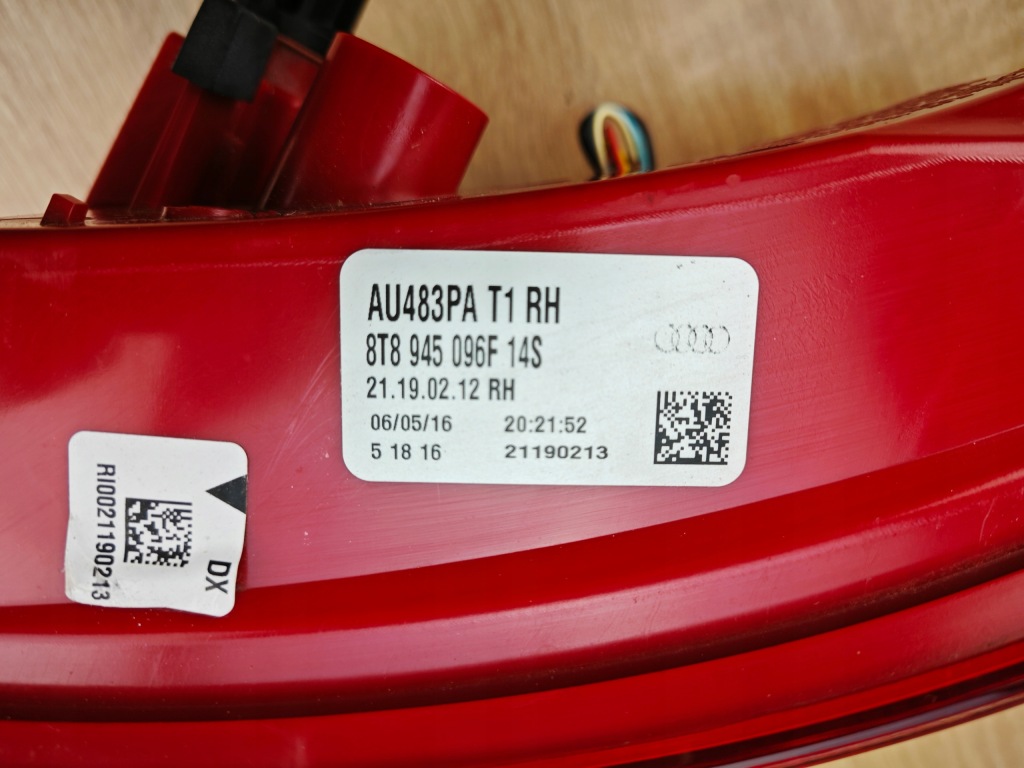 AU483PA T1 RH
8T8 945 096F 14S
21.19.02.12 RH
06/05/16 20:21:52
5 18 16 21190213
RI0021190213
DX